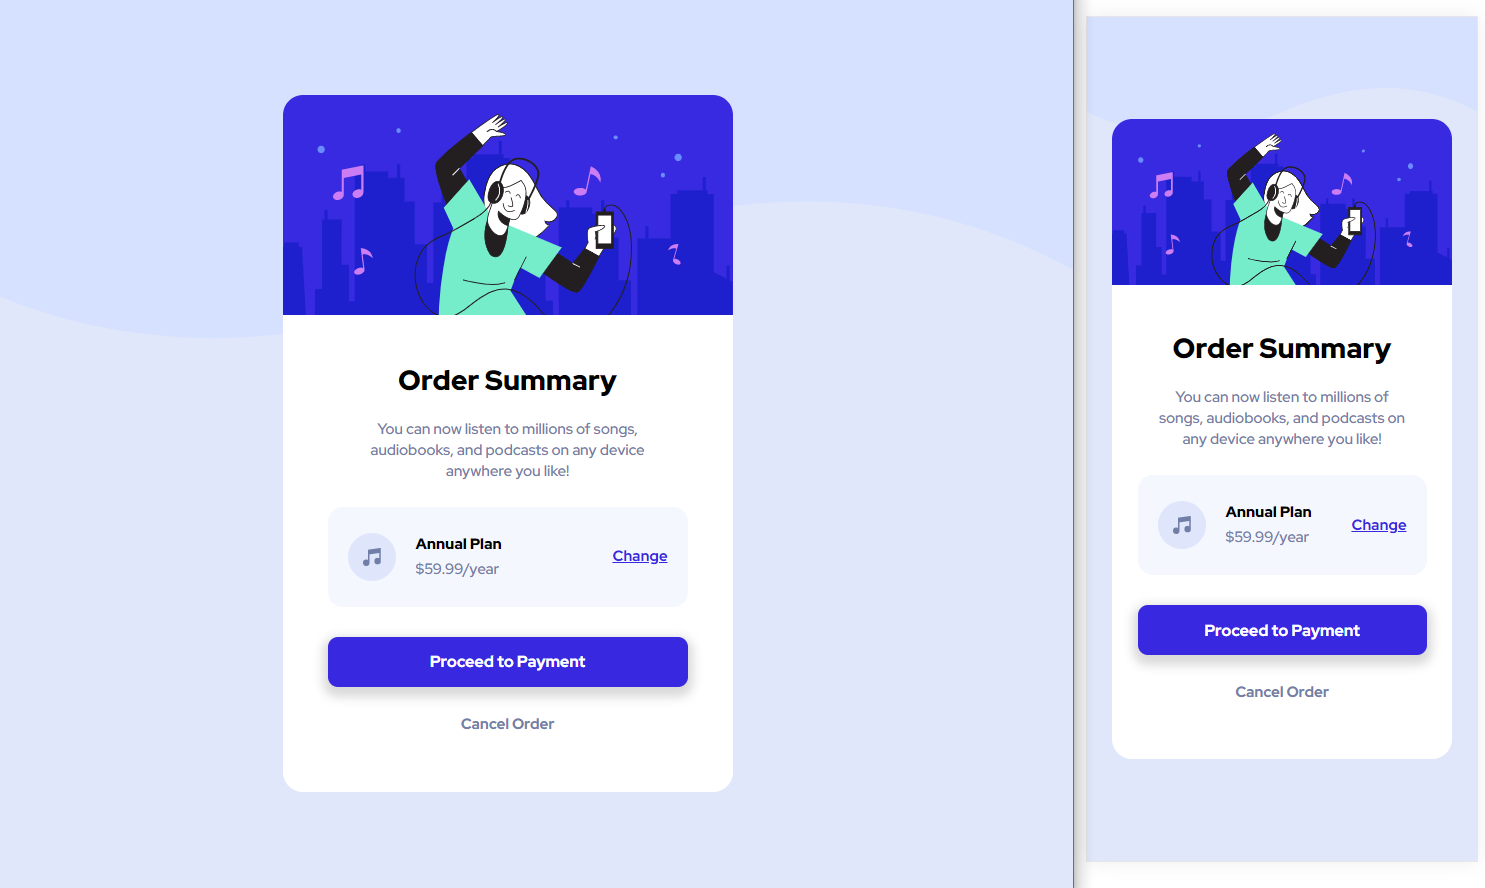 Order Summary
You can now listen to millions of songs,
audiobooks, and podcasts on any device
anywhere you like!
Annual Plan
$59.99/year
Change
Proceed to Payment
Cancel Order
Order Summary
You can now listen to millions of
songs, audiobooks, and podcasts on
any device anywhere you like!
Annual Plan
$59.99/year
Change
Proceed to Payment
Cancel Order